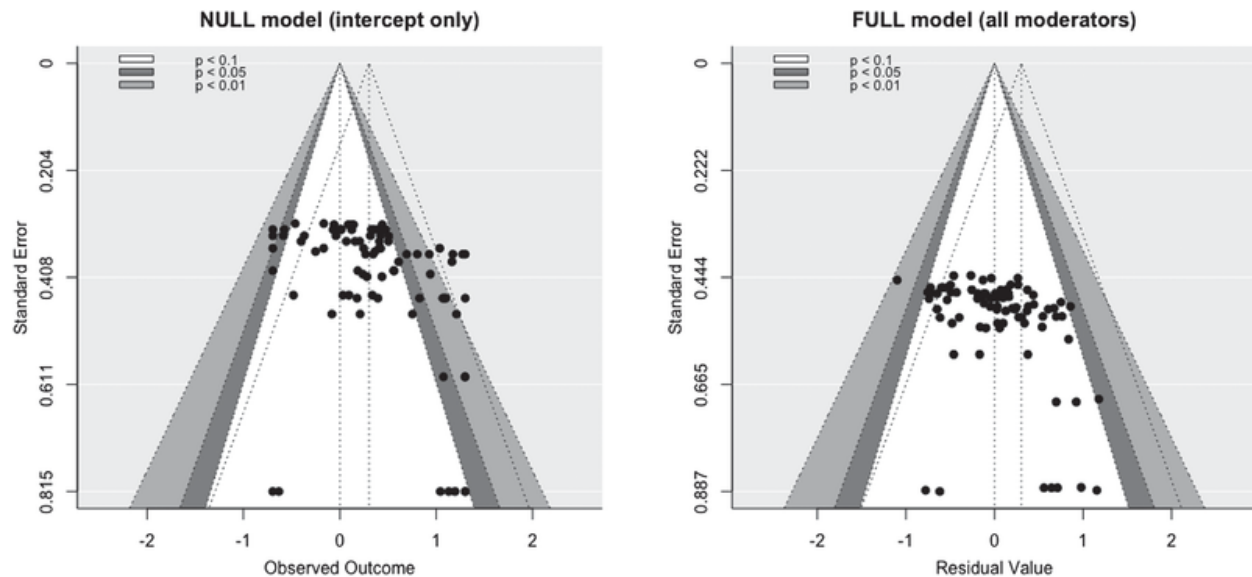 NULL model (intercept only)
p < 0.1
p < 0.05
p < 0.01
0
0.204
0.408
0.611
0.815
Standard Error
-2
-1
0
1
2
Observed Outcome
FULL model (all moderators)
p < 0.1
p < 0.05
p < 0.01
0
0.222
0.444
0.665
0.887
Standard Error
-2
-1
0
1
2
Residual Value